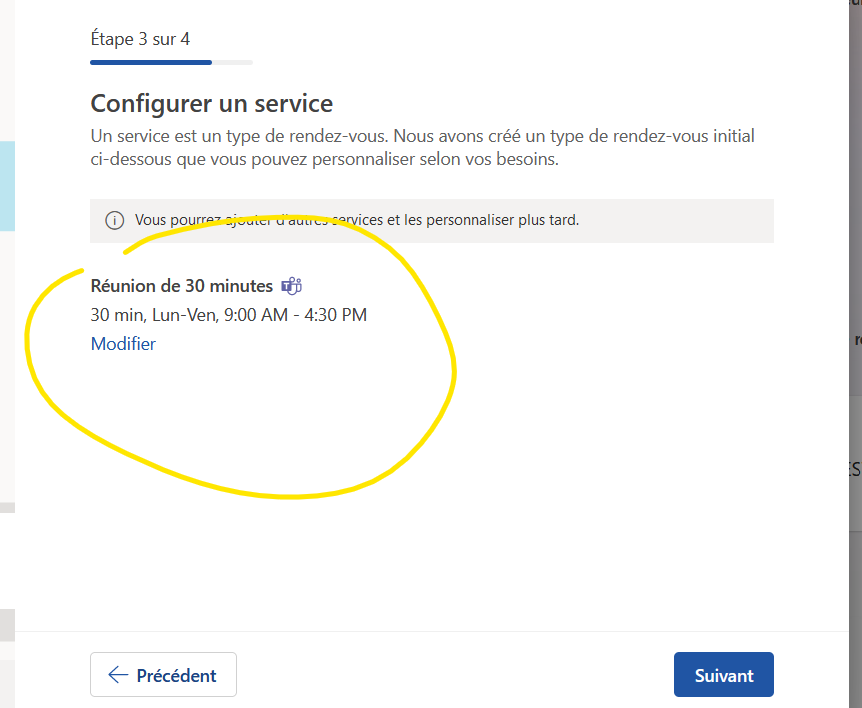 Étape 3 sur 4
Configurer un service
Un service est un type de rendez-vous. Nous avons créé un type de rendez-vous initial
ci-dessous que vous pouvez personnaliser selon vos besoins.
Vous pourrez ajouter d'autres services et les personnaliser plus tard.
Réunion de 30 minutes
30 min, Lun-Ven, 9:00 AM - 4:30 PM
Modifier
Précédent
Suivant